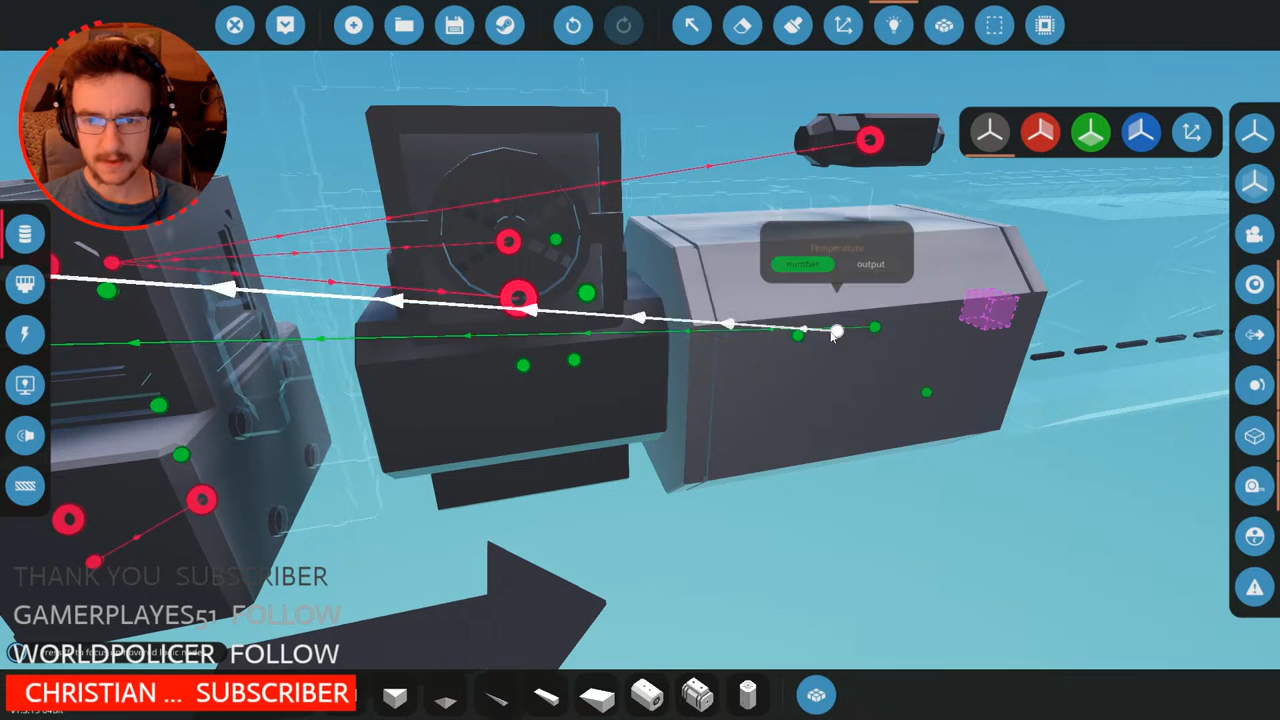 Temperature
number output
THANK YOU SUBSCRIBER
GAMERPLAYES51 FOLLOW
WORLDPOLICER FOLLOW
CHRISTIAN ... SUBSCRIBER